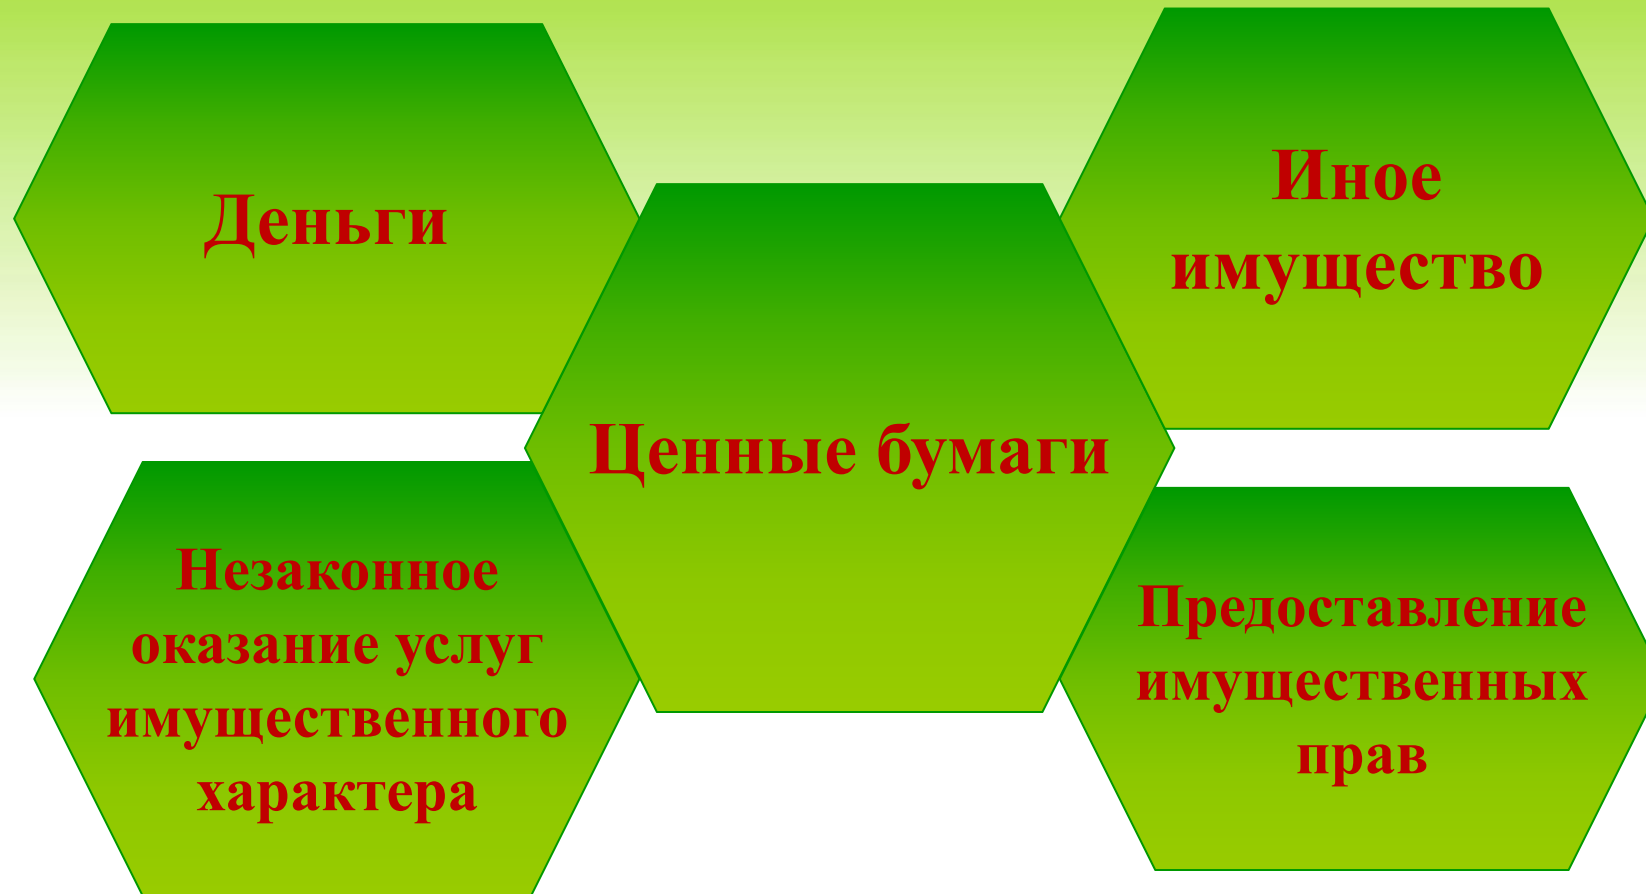 Деньги
Иное
имущество
Ценные бумаги
Незаконное
оказание услуг
имущественного
характера
Предоставление
имущественных
прав